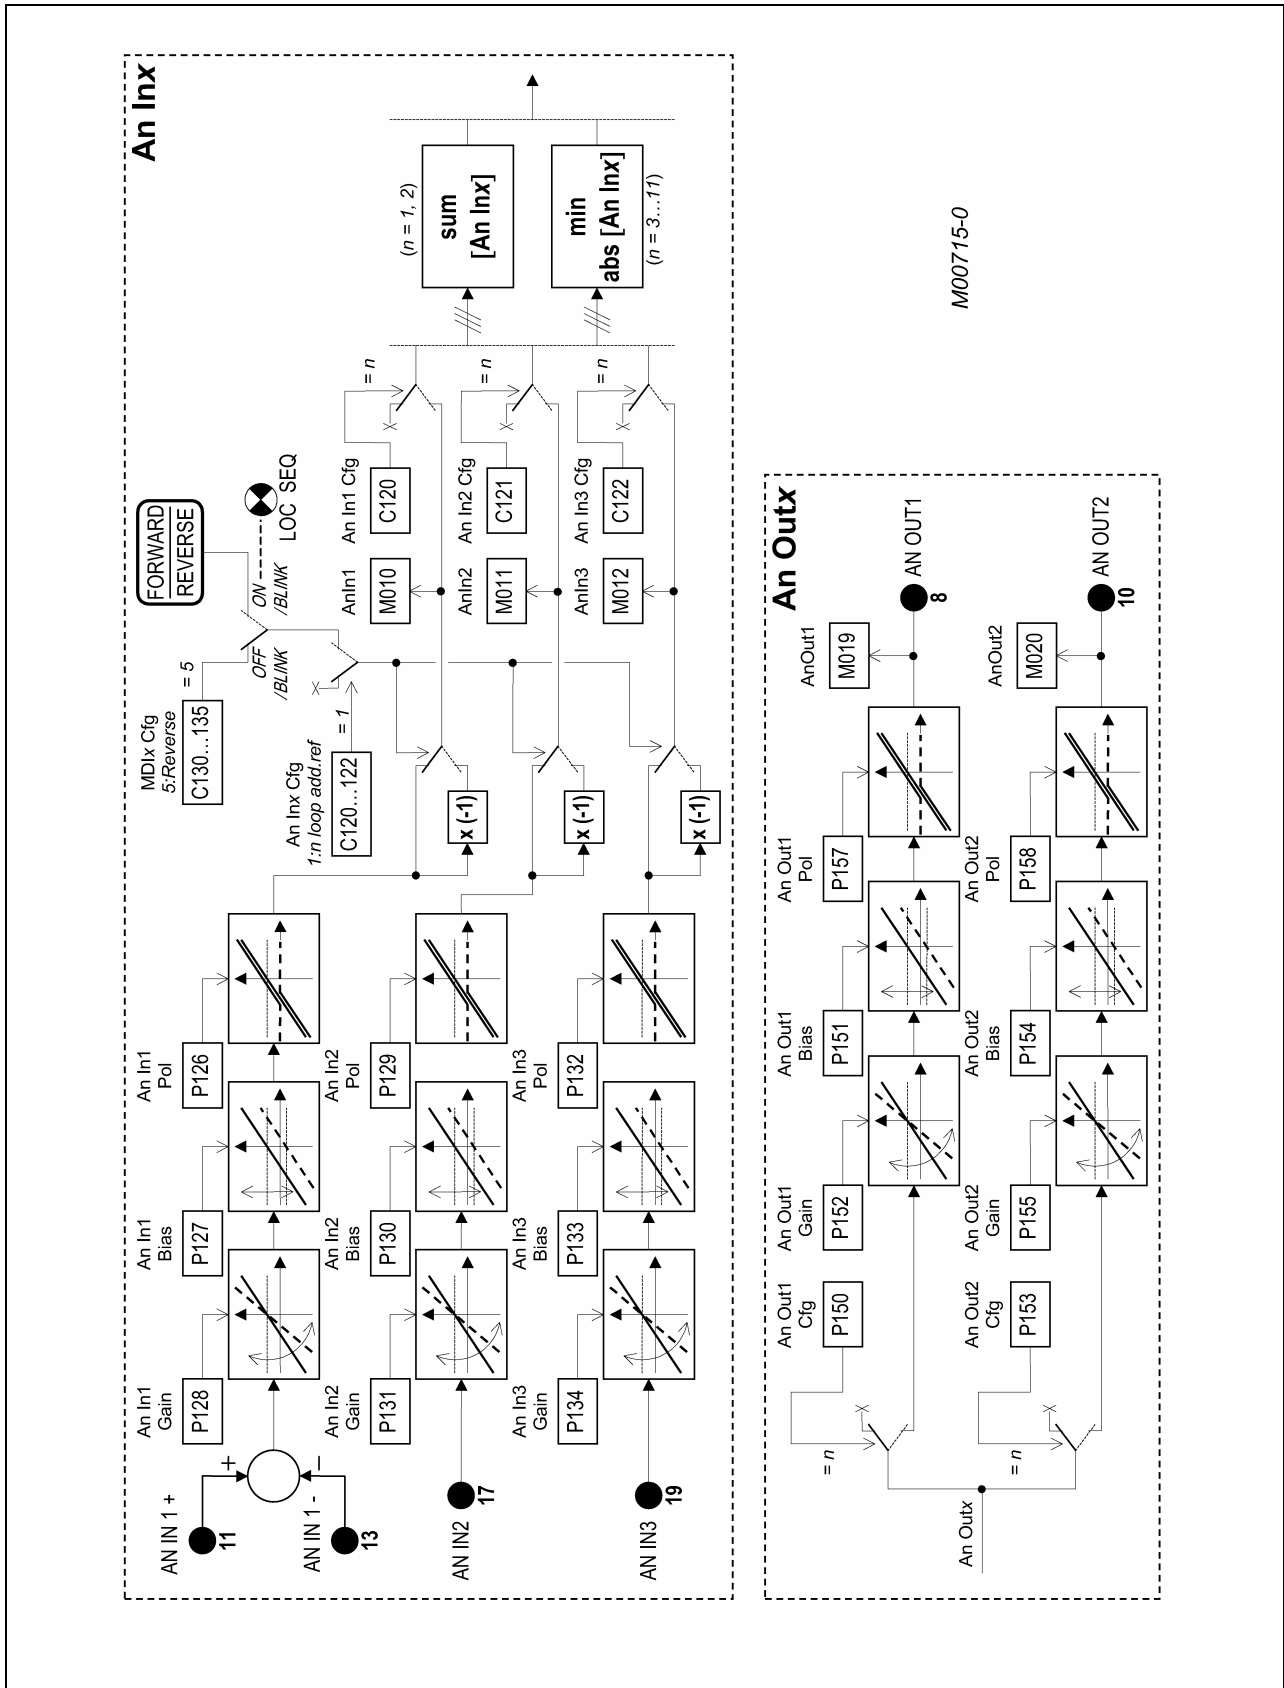 An Inx
FORWARD
REVERSE
MDIx Cfg
5:Reverse
C130...135
= 5
OFF
/BLINK
ON
/BLINK
LOC SEQ
An Inx Cfg
1:n loop add.ref
C120...122
= 1
AN IN 1 +
11
+
AN IN 1 -
13
–
An In1
Gain
P128
An In1
Bias
P127
An In1
Pol
P126
x (-1)
AnIn1
M010
An In1 Cfg
C120
= n
AN IN2
17
An In2
Gain
P131
An In2
Bias
P130
An In2
Pol
P129
x (-1)
AnIn2
M011
An In2 Cfg
C121
= n
AN IN3
19
An In3
Gain
P134
An In3
Bias
P133
An In3
Pol
P132
x (-1)
AnIn3
M012
An In3 Cfg
C122
= n
(n = 1, 2)
sum
[An Inx]
min
abs [An Inx]
(n = 3...11)
An Outx
An Outx
= n
An Out1
Cfg
P150
An Out1
Gain
P152
An Out1
Bias
P151
An Out1
Pol
P157
AnOut1
M019
8
AN OUT1
= n
An Out2
Cfg
P153
An Out2
Gain
P155
An Out2
Bias
P154
An Out2
Pol
P158
AnOut2
M020
10
AN OUT2
M00715-0